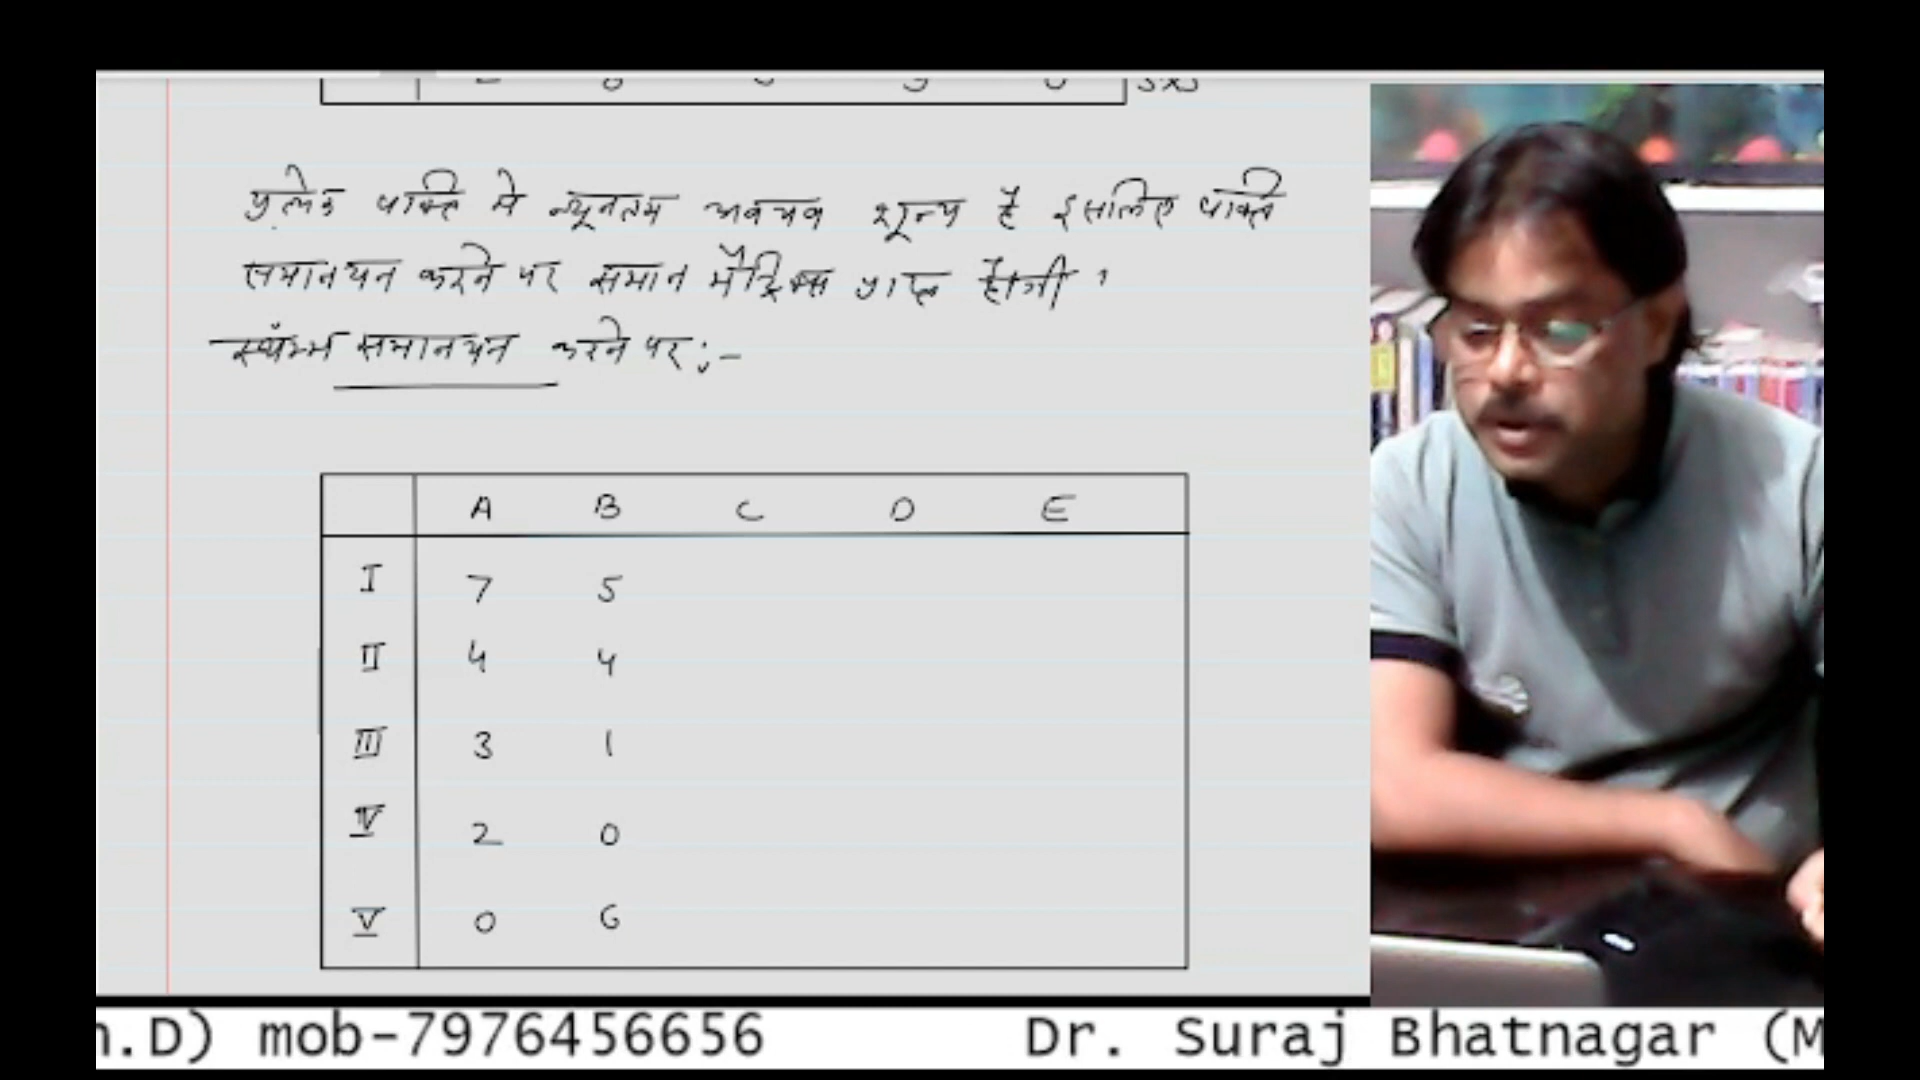 प्रत्येक पंक्ति मे न्यूनतम अवयव शून्य है इसलिए पंक्ति
समानयन करने पर समान मैट्रिक्स प्राप्त होगी ,
स्थंम्भ समानयन करने पर:-
A B C D E
I 7 5
II 4 4
III 3 1
IV 2 0
V 0 6
h.D) mob-7976456656 Dr. Suraj Bhatnagar (M